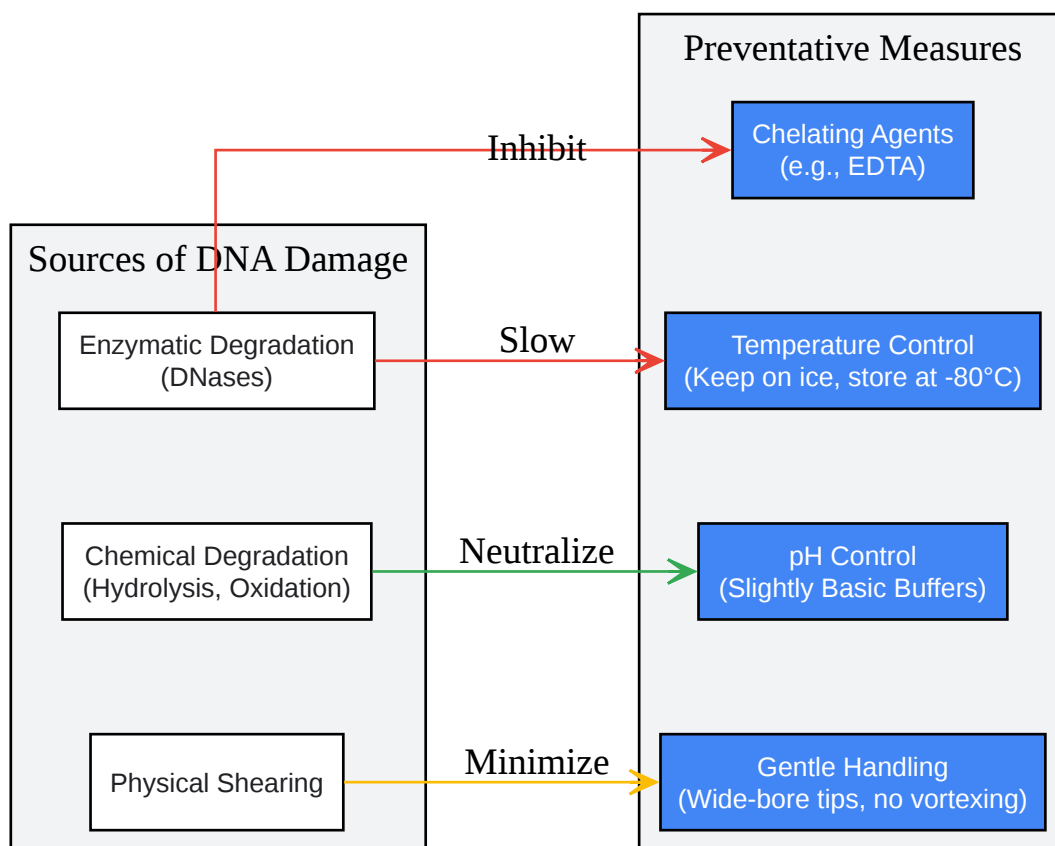 Preventative Measures
Chelating Agents
(e.g., EDTA)
Inhibit
Sources of DNA Damage
Enzymatic Degradation
(DNases)
Slow
Temperature Control
(Keep on ice, store at -80°C)
Chemical Degradation
(Hydrolysis, Oxidation)
Neutralize
pH Control
(Slightly Basic Buffers)
Physical Shearing
Minimize
Gentle Handling
(Wide-bore tips, no vortexing)